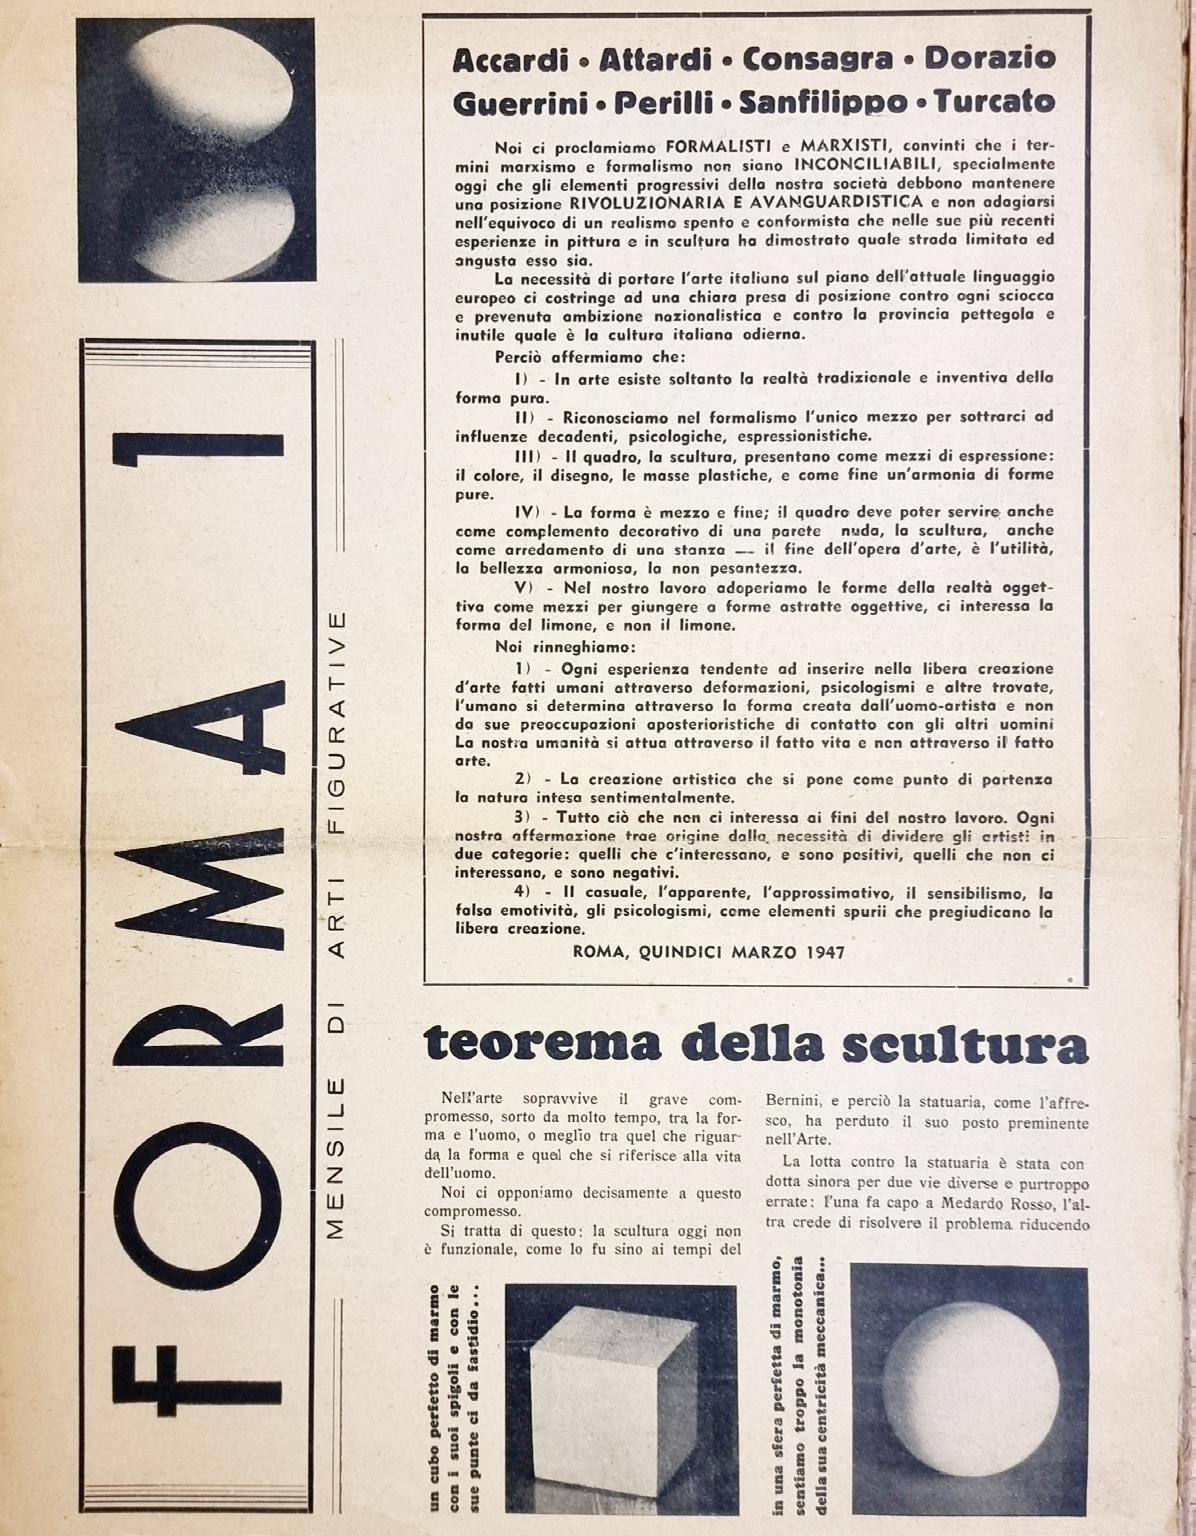 FORMA 1
MENSILE DI ARTI FIGURATIVE
Accardi • Attardi • Consagra • Dorazio
Guerrini • Perilli • Sanfilippo • Turcato
Noi ci proclamiamo FORMALISTI e MARXISTI, convinti che i ter-
mini marxismo e formalismo non siano INCONCILIABILI, specialmente
oggi che gli elementi progressivi della nostra società debbono mantenere
una posizione RIVOLUZIONARIA E AVANGUARDISTICA e non adagiarsi
nell'equivoco di un realismo spento e conformista che nelle sue più recenti
esperienze in pittura e in scultura ha dimostrato quale strada limitata ed
angusta esso sia.
La necessità di portare l'arte italiana sul piano dell'attuale linguaggio
europeo ci costringe ad una chiara presa di posizione contro ogni sciocca
e prevenuta ambizione nazionalistica e contro la provincia pettegola e
inutile quale è la cultura italiana odierna.
Perciò affermiamo che:
I) - In arte esiste soltanto la realtà tradizionale e inventiva della
forma pura.
II) - Riconosciamo nel formalismo l'unico mezzo per sottrarci ad
influenze decadenti, psicologiche, espressionistiche.
III) - Il quadro, la scultura, presentano come mezzi di espressione:
il colore, il disegno, le masse plastiche, e come fine un'armonia di forme
pure.
IV) - La forma è mezzo e fine; il quadro deve poter servire anche
come complemento decorativo di una parete nuda, la scultura, anche
come arredamento di una stanza — il fine dell'opera d'arte, è l'utilità,
la bellezza armoniosa, la non pesantezza.
V) - Nel nostro lavoro adoperiamo le forme della realtà ogget-
tiva come mezzi per giungere a forme astratte oggettive, ci interessa la
forma del limone, e non il limone.
Noi rinneghiamo:
1) - Ogni esperienza tendente ad inserire nella libera creazione
d'arte fatti umani attraverso deformazioni, psicologismi e altre trovate,
l'umano si determina attraverso la forma creata dall'uomo-artista e non
da sue preoccupazioni aposterioristiche di contatto con gli altri uomini
La nostra umanità si attua attraverso il fatto vita e non attraverso il fatto
arte.
2) - La creazione artistica che si pone come punto di partenza
la natura intesa sentimentalmente.
3) - Tutto ciò che non ci interessa ai fini del nostro lavoro. Ogni
nostra affermazione trae origine dalla necessità di dividere gli artisti in
due categorie: quelli che c'interessano, e sono positivi, quelli che non ci
interessano, e sono negativi.
4) - Il casuale, l'apparente, l'approssimativo, il sensibilismo, la
falsa emotività, gli psicologismi, come elementi spurii che pregiudicano la
libera creazione.
ROMA, QUINDICI MARZO 1947
teorema della scultura
Nell'arte sopravvive il grave com-
promesso, sorto da molto tempo, tra la for-
ma e l'uomo, o meglio tra quel che riguar-
da la forma e quel che si riferisce alla vita
dell'uomo.
Noi ci opponiamo decisamente a questo
compromesso.
Si tratta di questo: la scultura oggi non
è funzionale, come lo fu sino ai tempi del
Bernini, e perciò la statuaria, come l'affre-
sco, ha perduto il suo posto preminente
nell'Arte.
La lotta contro la statuaria è stata con
dotta sinora per due vie diverse e purtroppo
errate: l'una fa capo a Medardo Rosso, l'al-
tra crede di risolvere il problema riducendo
un cubo perfetto di marmo
con i suoi spigoli e con le
sue punte ci da fastidio...
in una sfera perfetta di marmo,
sentiamo troppo la monotonia
della sua centricità meccanica...